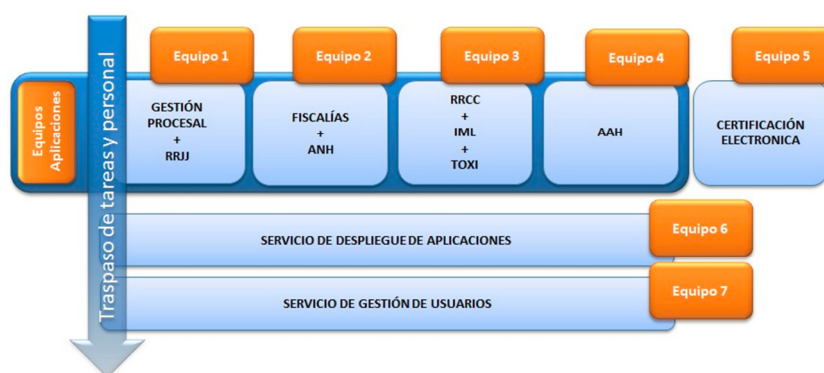 Equipo 1
Equipo 2
Equipo 3
Equipo 4
Equipo 5
Equipos
Aplicaciones
Traspaso de tareas y personal
GESTIÓN
PROCESAL
+
RRJJ
FISCALÍAS
+
ANH
RRCC
+
IML
+
TOXI
AAH
CERTIFICACIÓN
ELECTRONICA
SERVICIO DE DESPLIEGUE DE APLICACIONES
Equipo 6
SERVICIO DE GESTIÓN DE USUARIOS
Equipo 7